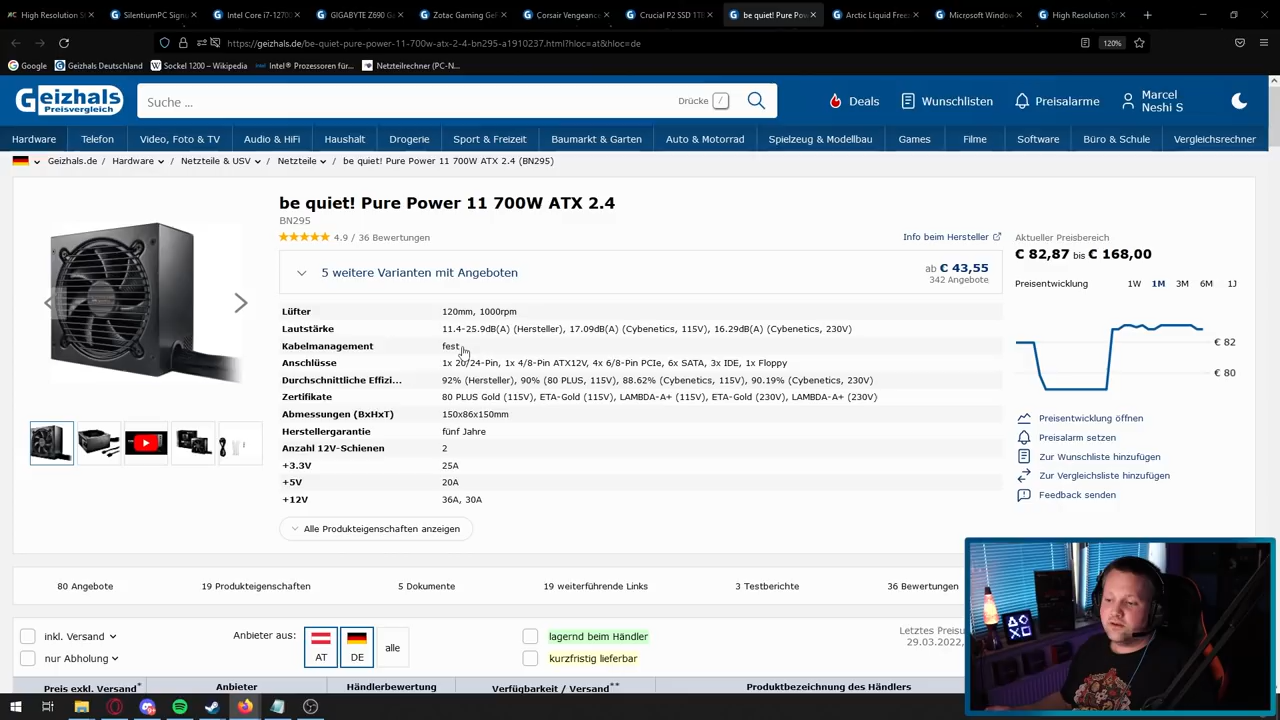 High Resolution S
SilentiumPC Sign
Intel Core i7-1270
GIGABYTE Z690 G
Zotac Gaming GeF
Corsair Vengeance
Crucial P2 SSD 1TB
be quiet! Pure Pow
Arctic Liquid Free
Microsoft Window
High Resolution S
https://geizhals.de/be-quiet-pure-power-11-700w-atx-2-4-bn295-a1910237.html?hloc=at&hloc=de
120%
Google
Geizhals Deutschland
Sockel 1200 – Wikipedia
Intel® Prozessoren für...
Netzteilrechner (PC-N...
Geizhals
Preisvergleich
Suche ...
Drücke /
Deals
Wunschlisten
Preisalarme
Marcel
Neshi S
Hardware
Telefon
Video, Foto & TV
Audio & HiFi
Haushalt
Drogerie
Sport & Freizeit
Baumarkt & Garten
Auto & Motorrad
Spielzeug & Modellbau
Games
Filme
Software
Büro & Schule
Vergleichsrechner
Geizhals.de / Hardware / Netzteile & USV / Netzteile / be quiet! Pure Power 11 700W ATX 2.4 (BN295)
be quiet! Pure Power 11 700W ATX 2.4
BN295
4.9 / 36 Bewertungen
Info beim Hersteller
5 weitere Varianten mit Angeboten
ab € 43,55
342 Angebote
Lüfter 120mm, 1000rpm
Lautstärke 11.4-25.9dB(A) (Hersteller), 17.09dB(A) (Cybenetics, 115V), 16.29dB(A) (Cybenetics, 230V)
Kabelmanagement fest
Anschlüsse 1x 20/24-Pin, 1x 4/8-Pin ATX12V, 4x 6/8-Pin PCIe, 6x SATA, 3x IDE, 1x Floppy
Durchschnittliche Effizi... 92% (Hersteller), 90% (80 PLUS, 115V), 88.62% (Cybenetics, 115V), 90.19% (Cybenetics, 230V)
Zertifikate 80 PLUS Gold (115V), ETA-Gold (115V), LAMBDA-A+ (115V), ETA-Gold (230V), LAMBDA-A+ (230V)
Abmessungen (BxHxT) 150x86x150mm
Herstellergarantie fünf Jahre
Anzahl 12V-Schienen 2
+3.3V 25A
+5V 20A
+12V 36A, 30A
Alle Produkteigenschaften anzeigen
Aktueller Preisbereich
€ 82,87 bis € 168,00
Preisentwicklung 1W 1M 3M 6M 1J
€ 82
€ 80
Preisentwicklung öffnen
Preisalarm setzen
Zur Wunschliste hinzufügen
Zur Vergleichsliste hinzufügen
Feedback senden
80 Angebote
19 Produkteigenschaften
5 Dokumente
19 weiterführende Links
3 Testberichte
36 Bewertungen
inkl. Versand
nur Abholung
Anbieter aus:
AT
DE
alle
lagernd beim Händler
kurzfristig lieferbar
Letztes Preisu
29.03.2022,
Preis exkl. Versand*
Anbieter
Händlerbewertung
Verfügbarkeit / Versand**
Produktbezeichnung des Händlers